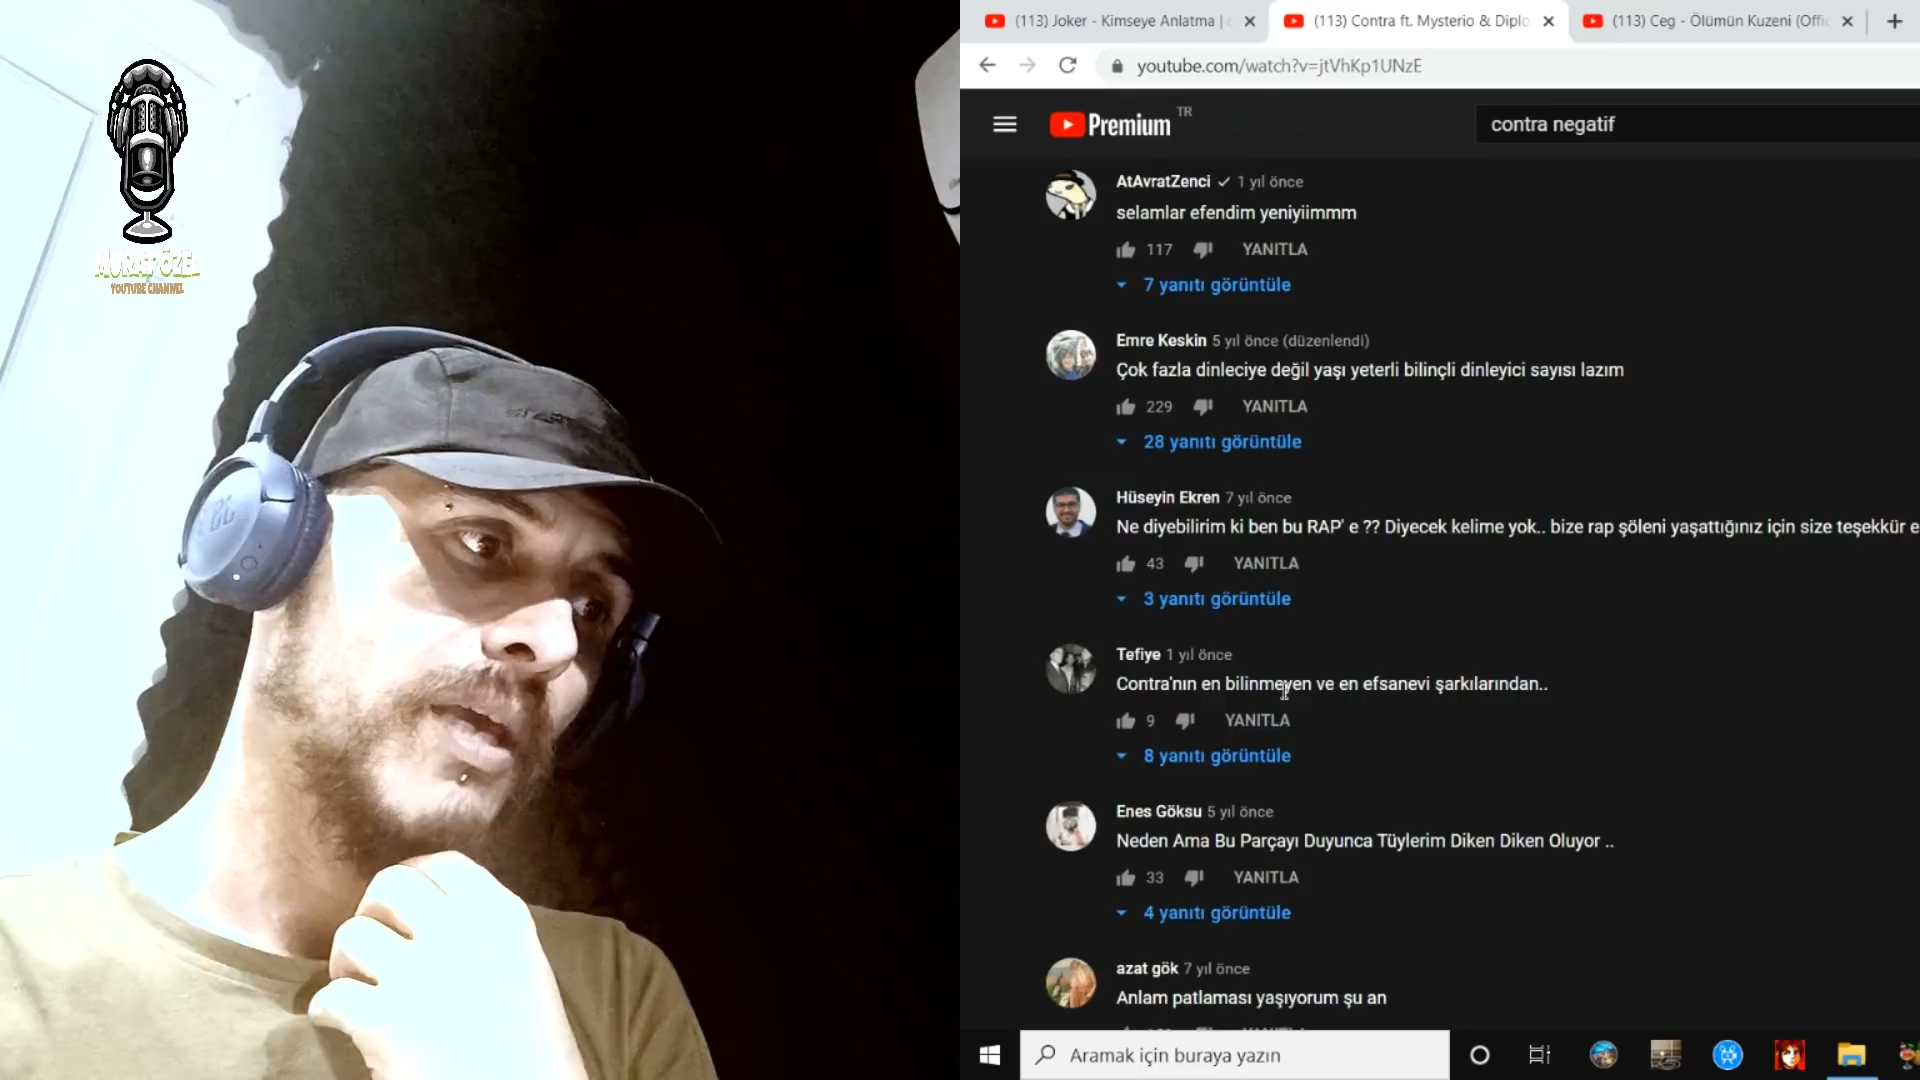 MURAT ÖZEL
YOUTUBE CHANNEL
JBL
(113) Joker - Kimseye Anlatma |
(113) Contra ft. Mysterio & Diplo
(113) Ceg - Ölümün Kuzeni (Offic
youtube.com/watch?v=jtVhKp1UNzE
Premium TR
contra negatif
AtAvratZenci 1 yıl önce
selamlar efendim yeniyiimmm
117 YANITLA
7 yanıtı görüntüle
Emre Keskin 5 yıl önce (düzenlendi)
Çok fazla dinleciye değil yaşı yeterli bilinçli dinleyici sayısı lazım
229 YANITLA
28 yanıtı görüntüle
Hüseyin Ekren 7 yıl önce
Ne diyebilirim ki ben bu RAP' e ?? Diyecek kelime yok.. bize rap şöleni yaşattığınız için size teşekkür e
43 YANITLA
3 yanıtı görüntüle
Tefiye 1 yıl önce
Contra'nın en bilinmeyen ve en efsanevi şarkılarından..
9 YANITLA
8 yanıtı görüntüle
Enes Göksu 5 yıl önce
Neden Ama Bu Parçayı Duyunca Tüylerim Diken Diken Oluyor ..
33 YANITLA
4 yanıtı görüntüle
azat gök 7 yıl önce
Anlam patlaması yaşıyorum şu an
Aramak için buraya yazın